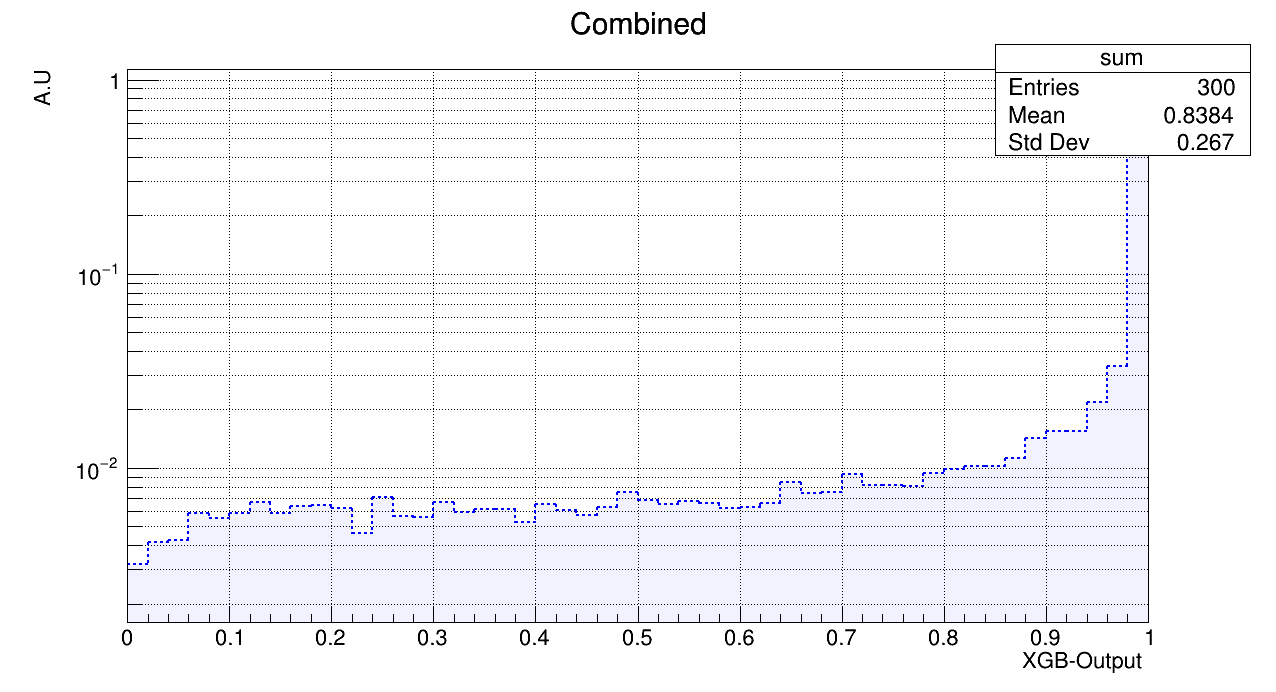 Combined
A.U
sum
Entries 300
Mean 0.8384
Std Dev 0.267
1
10⁻¹
10⁻²
0 0.1 0.2 0.3 0.4 0.5 0.6 0.7 0.8 0.9 1
XGB-Output